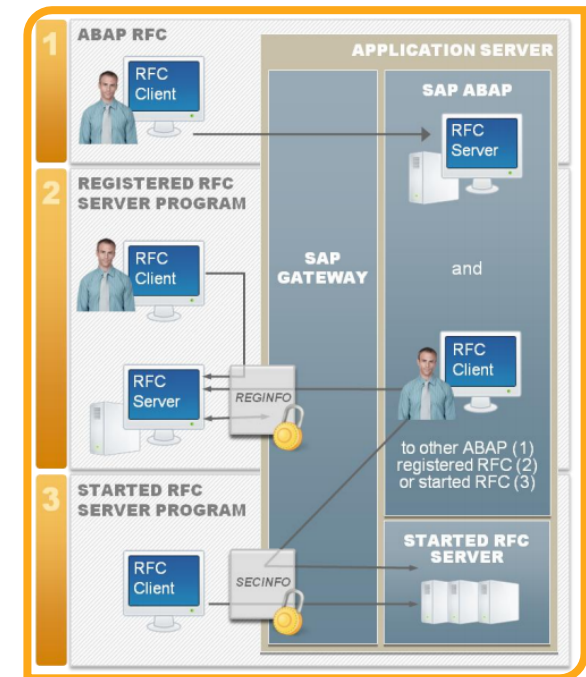 1
ABAP RFC
RFC
Client
APPLICATION SERVER
SAP ABAP
RFC
Server
2
REGISTERED RFC
SERVER PROGRAM
RFC
Client
SAP
GATEWAY
and
RFC
Server
REGINFO
RFC
Client
to other ABAP (1)
registered RFC (2)
or started RFC (3)
3
STARTED RFC
SERVER PROGRAM
RFC
Client
SECINFO
STARTED RFC
SERVER